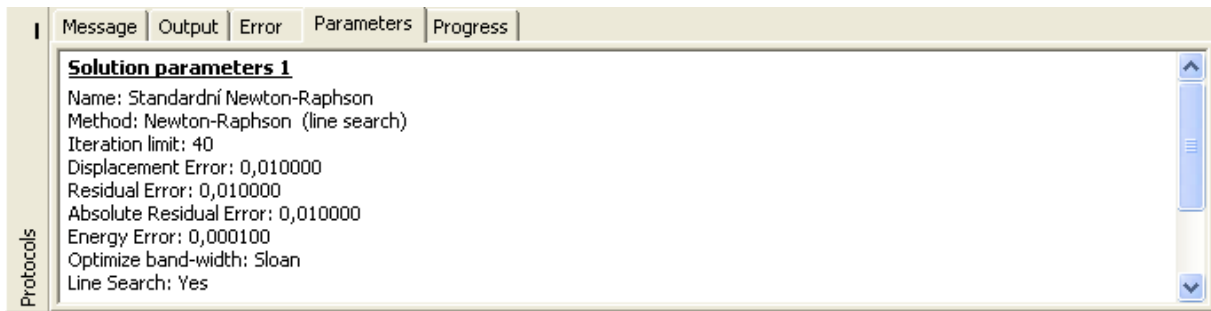 Message Output Error Parameters Progress
Solution parameters 1
Name: Standardní Newton-Raphson
Method: Newton-Raphson (line search)
Iteration limit: 40
Displacement Error: 0,010000
Residual Error: 0,010000
Absolute Residual Error: 0,010000
Energy Error: 0,000100
Optimize band-width: Sloan
Line Search: Yes
Protocols